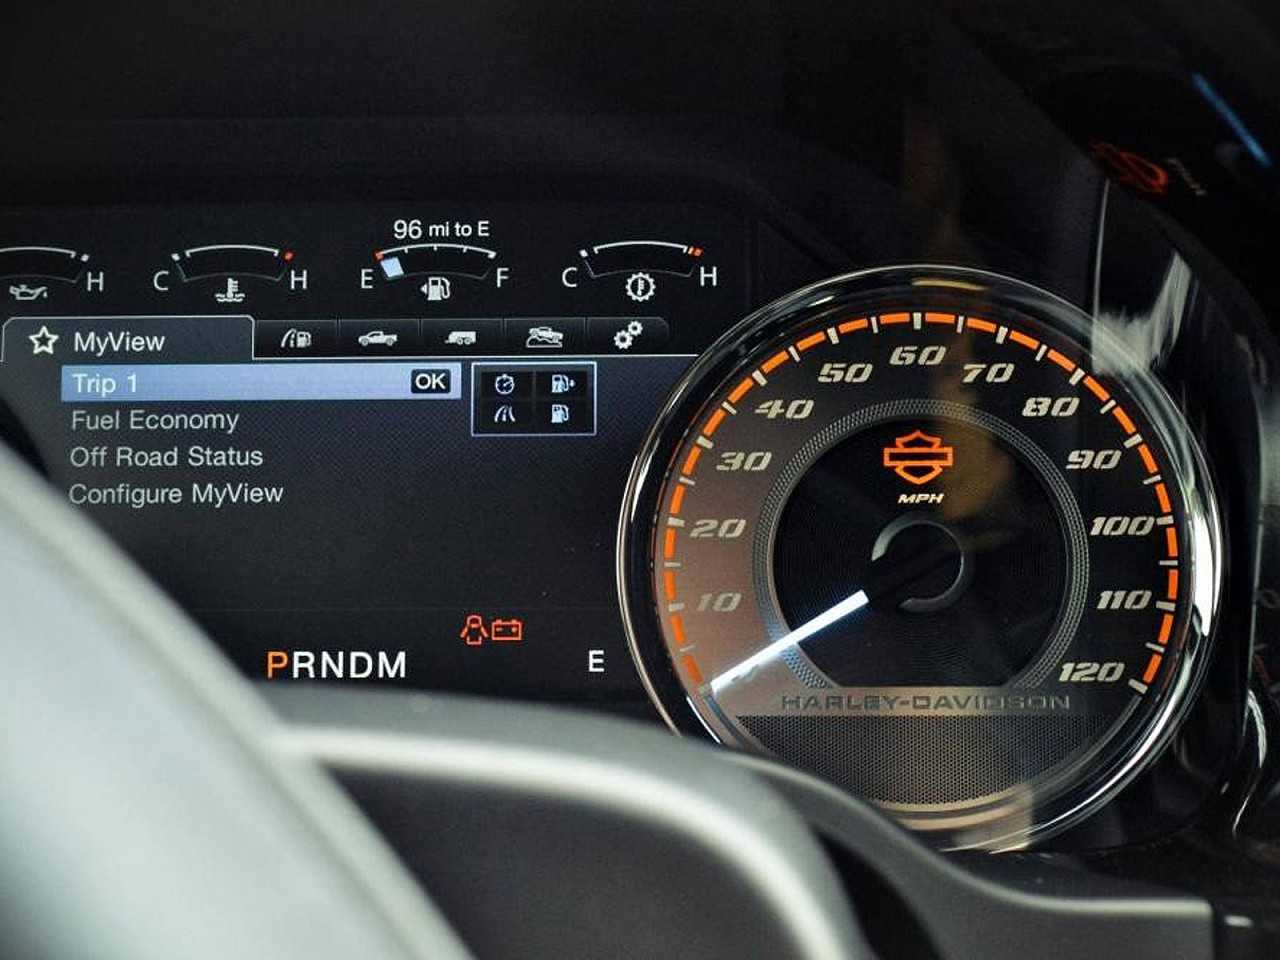 96 mi to E
H
C H
E F
C H
MyView
Trip 1 OK
Fuel Economy
Off Road Status
Configure MyView
PRNDM
E
10
20
30
40
50
60
70
80
90
100
110
120
MPH
HARLEY-DAVIDSON